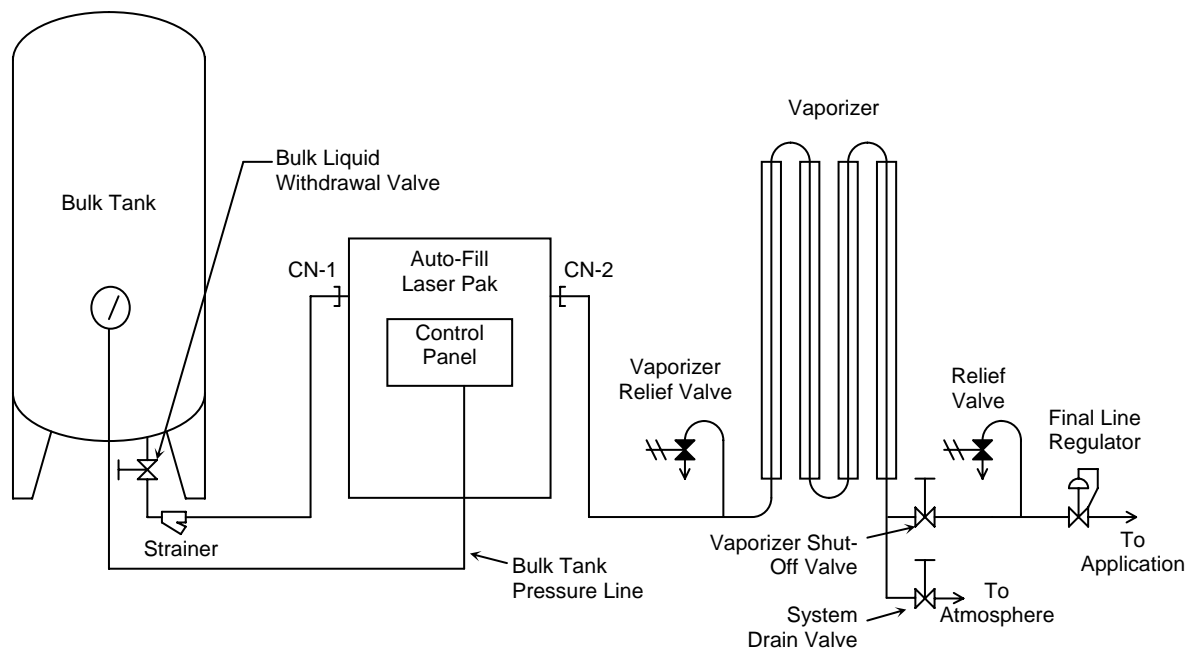 Vaporizer
Bulk Liquid
Withdrawal Valve
Bulk Tank
CN-1
Auto-Fill
Laser Pak
CN-2
Control
Panel
Vaporizer
Relief Valve
Relief
Valve
Final Line
Regulator
Strainer
Bulk Tank
Pressure Line
Vaporizer Shut-
Off Valve
To
Application
System
Drain Valve
To
Atmosphere